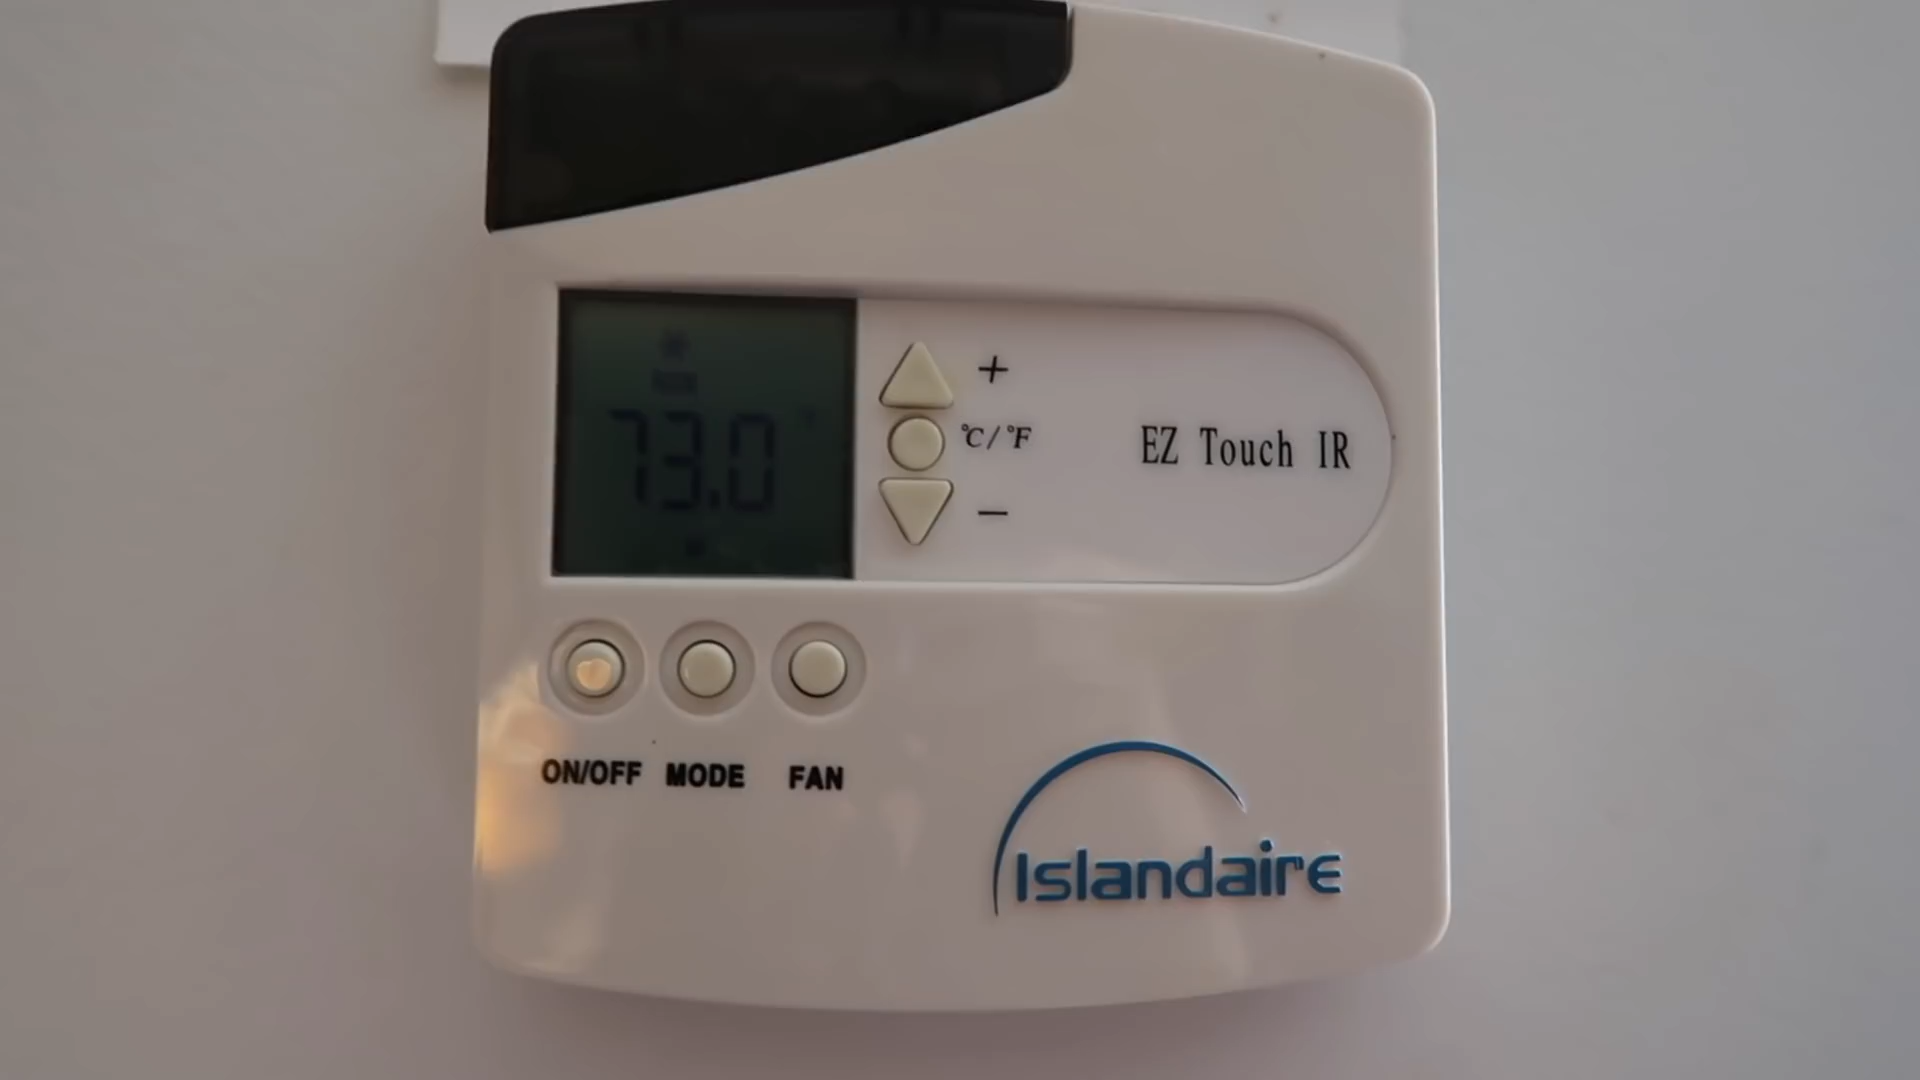 73.0
+
°C/°F
−
EZ Touch IR
ON/OFF MODE FAN
Islandaire